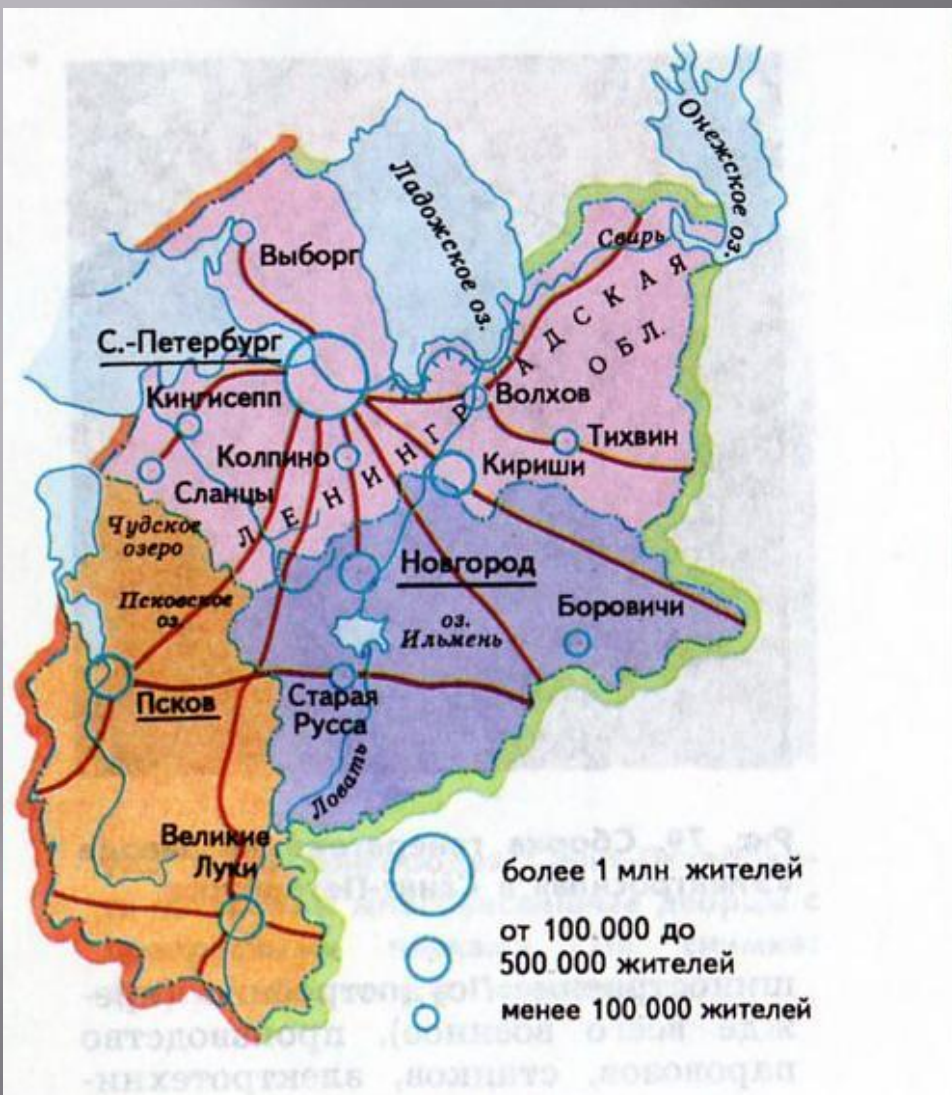 Онежское оз.
Ладожское оз.
Свирь
Выборг
ЛЕНИНГРАДСКАЯ
ОБЛ.
С.-Петербург
Кингисепп
Волхов
Тихвин
Колпино
Кириши
Сланцы
Чудское
озеро
Новгород
Псковское
оз.
Боровичи
оз.
Ильмень
Псков
Старая
Русса
Ловать
Великие
Луки
более 1 млн. жителей
от 100.000 до
500.000 жителей
менее 100.000 жителей